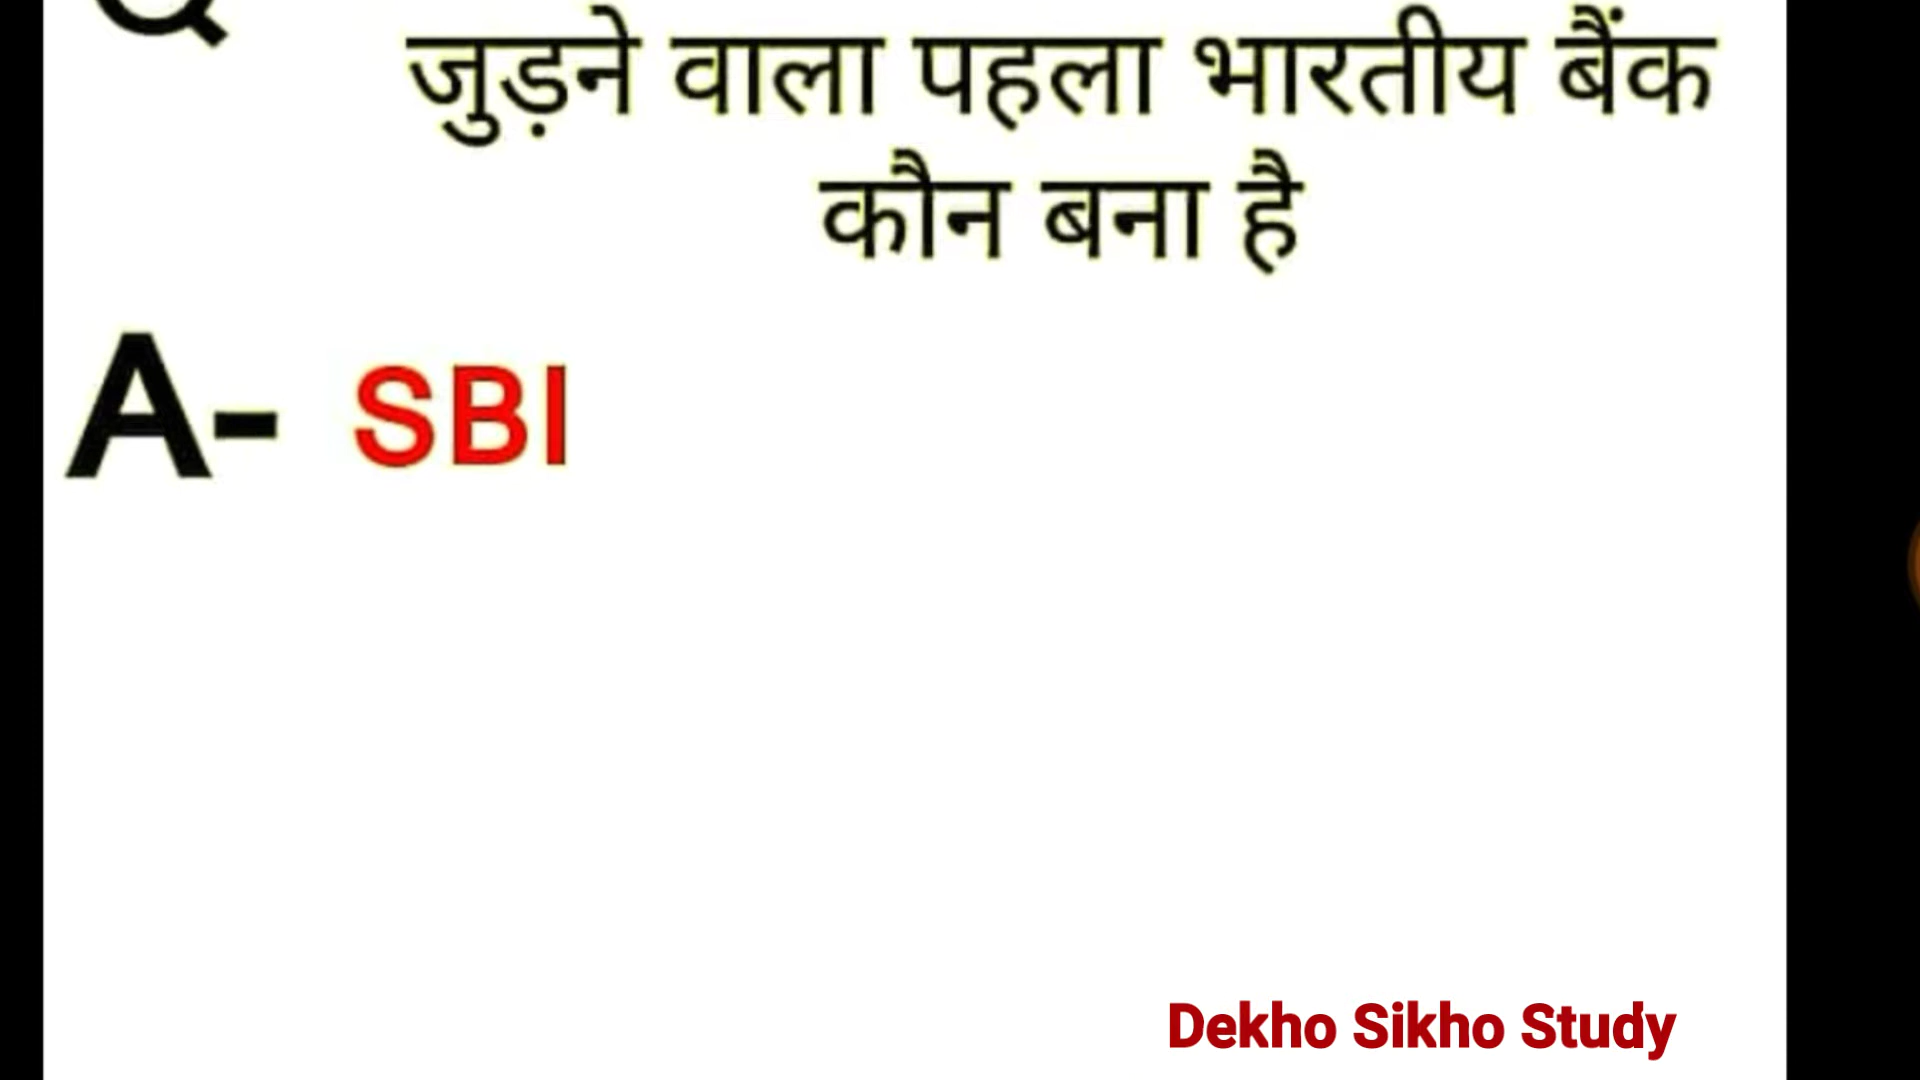 Q
जुड़ने वाला पहला भारतीय बैंक
कौन बना है
A- SBI
Dekho Sikho Study